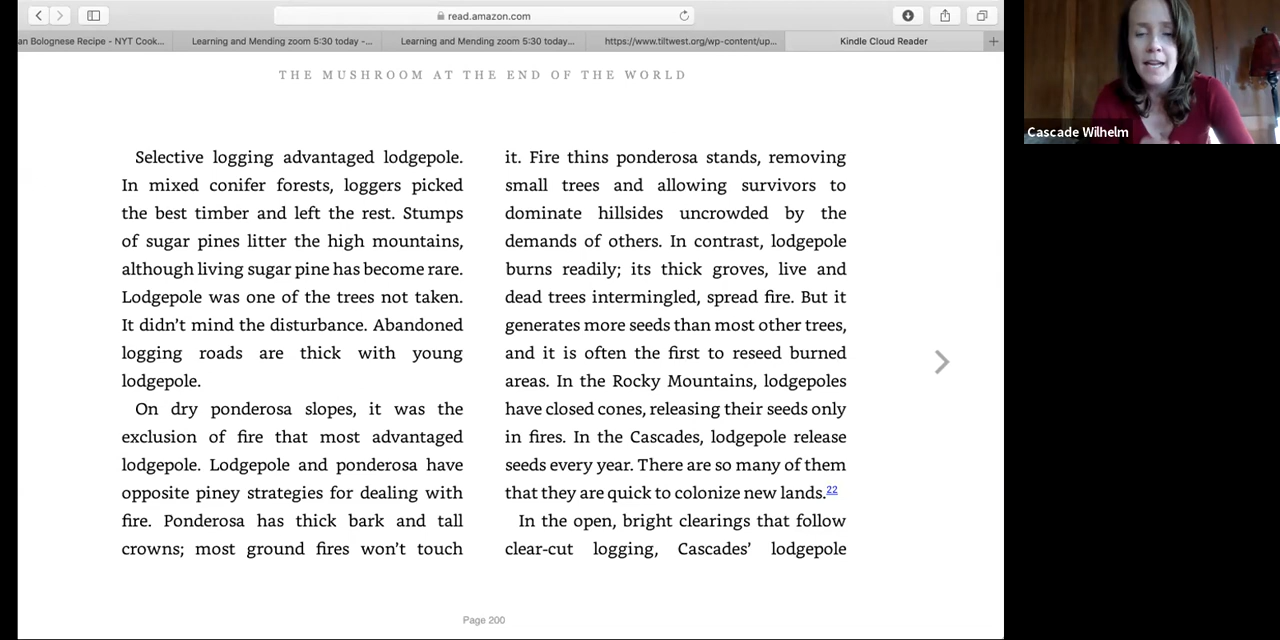 read.amazon.com
an Bolognese Recipe - NYT Cook...
Learning and Mending zoom 5:30 today -...
Learning and Mending zoom 5:30 today...
https://www.tiltwest.org/wp-content/up...
Kindle Cloud Reader
THE MUSHROOM AT THE END OF THE WORLD
Selective logging advantaged lodgepole.
In mixed conifer forests, loggers picked
the best timber and left the rest. Stumps
of sugar pines litter the high mountains,
although living sugar pine has become rare.
Lodgepole was one of the trees not taken.
It didn’t mind the disturbance. Abandoned
logging roads are thick with young
lodgepole.
On dry ponderosa slopes, it was the
exclusion of fire that most advantaged
lodgepole. Lodgepole and ponderosa have
opposite piney strategies for dealing with
fire. Ponderosa has thick bark and tall
crowns; most ground fires won’t touch
it. Fire thins ponderosa stands, removing
small trees and allowing survivors to
dominate hillsides uncrowded by the
demands of others. In contrast, lodgepole
burns readily; its thick groves, live and
dead trees intermingled, spread fire. But it
generates more seeds than most other trees,
and it is often the first to reseed burned
areas. In the Rocky Mountains, lodgepoles
have closed cones, releasing their seeds only
in fires. In the Cascades, lodgepole release
seeds every year. There are so many of them
that they are quick to colonize new lands.22
In the open, bright clearings that follow
clear-cut logging, Cascades’ lodgepole
Page 200
Cascade Wilhelm